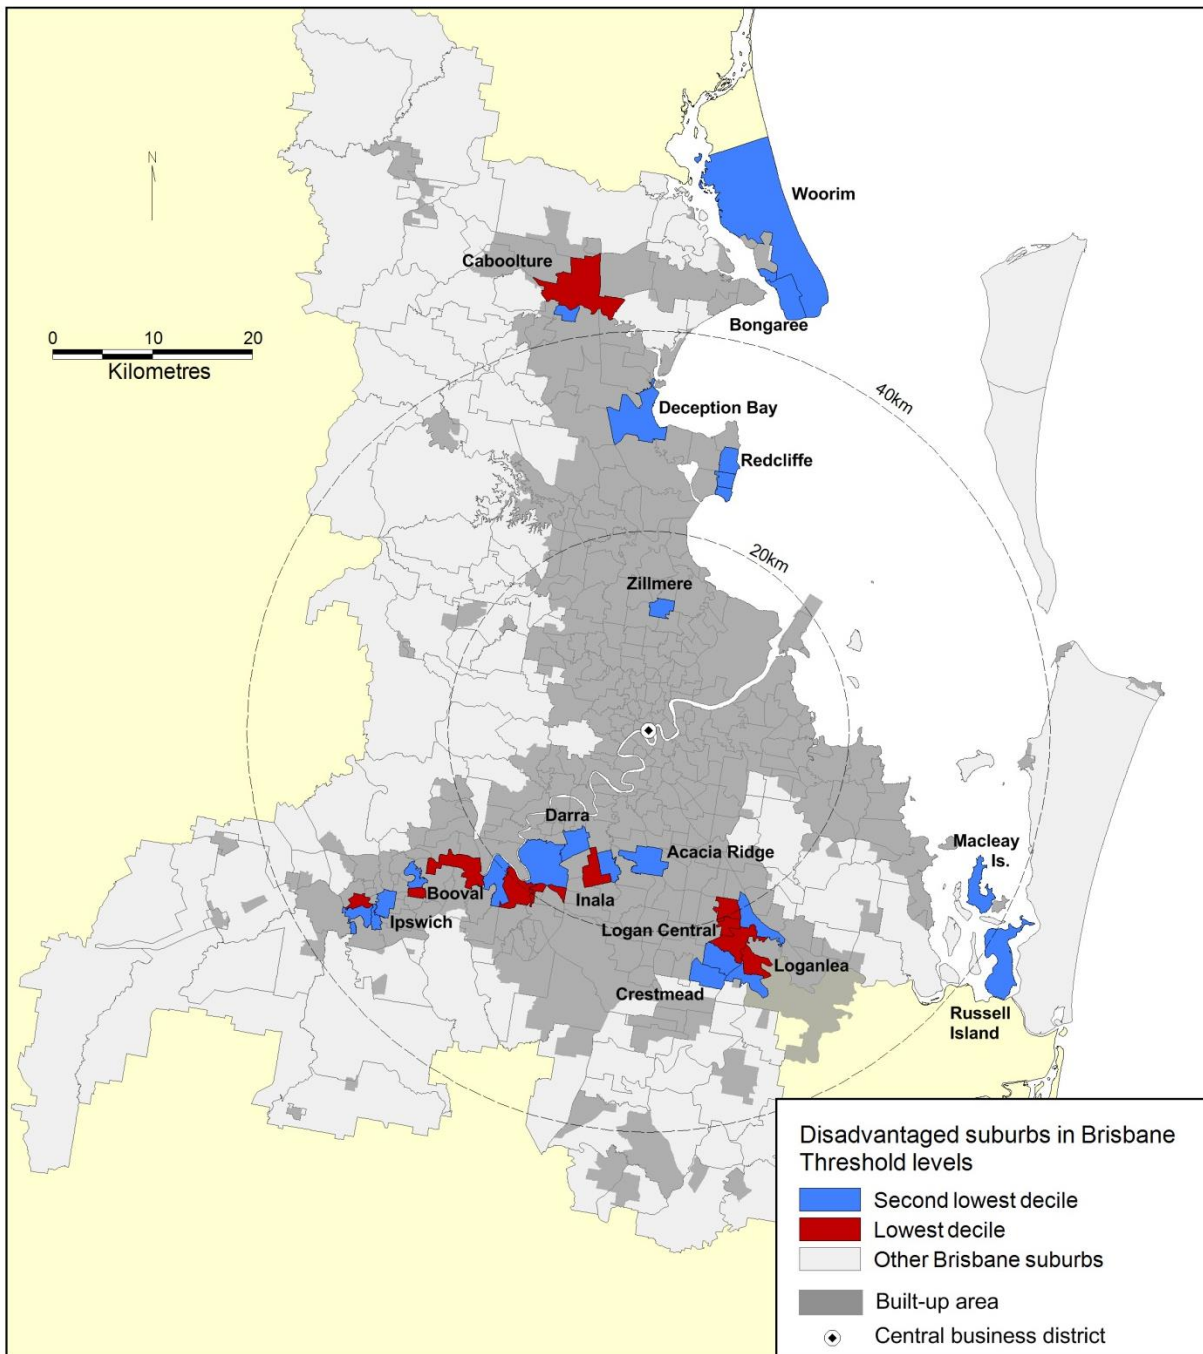 N
Woorim
Caboolture
Bongaree
0 10 20
Kilometres
40km
Deception Bay
Redcliffe
20km
Zillmere
Darra
Acacia Ridge
Macleay
Is.
Booval
Inala
Ipswich
Logan Central
Loganlea
Crestmead
Russell
Island
Disadvantaged suburbs in Brisbane
Threshold levels
Second lowest decile
Lowest decile
Other Brisbane suburbs
Built-up area
Central business district